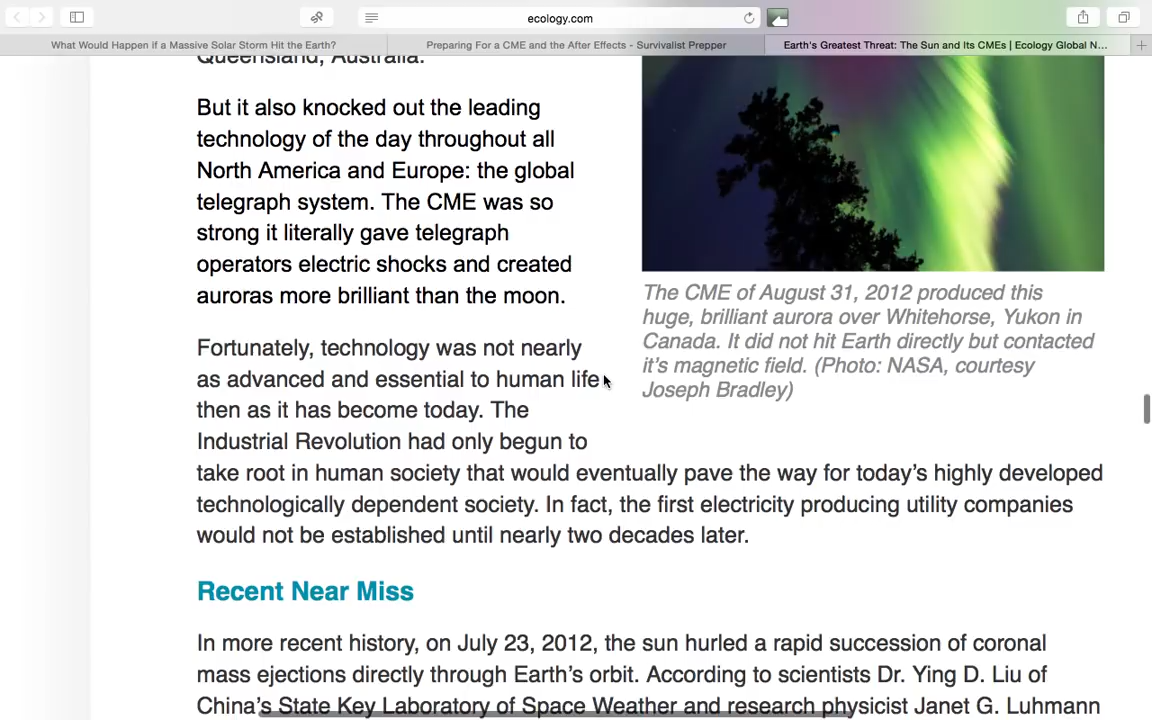 ecology.com
What Would Happen if a Massive Solar Storm Hit the Earth?
Preparing For a CME and the After Effects - Survivalist Prepper
Earth's Greatest Threat: The Sun and Its CMEs | Ecology Global N...
Queensland, Australia.
But it also knocked out the leading
technology of the day throughout all
North America and Europe: the global
telegraph system. The CME was so
strong it literally gave telegraph
operators electric shocks and created
auroras more brilliant than the moon.
The CME of August 31, 2012 produced this
huge, brilliant aurora over Whitehorse, Yukon in
Canada. It did not hit Earth directly but contacted
it's magnetic field. (Photo: NASA, courtesy
Joseph Bradley)
Fortunately, technology was not nearly
as advanced and essential to human life
then as it has become today. The
Industrial Revolution had only begun to
take root in human society that would eventually pave the way for today's highly developed
technologically dependent society. In fact, the first electricity producing utility companies
would not be established until nearly two decades later.
Recent Near Miss
In more recent history, on July 23, 2012, the sun hurled a rapid succession of coronal
mass ejections directly through Earth's orbit. According to scientists Dr. Ying D. Liu of
China's State Key Laboratory of Space Weather and research physicist Janet G. Luhmann